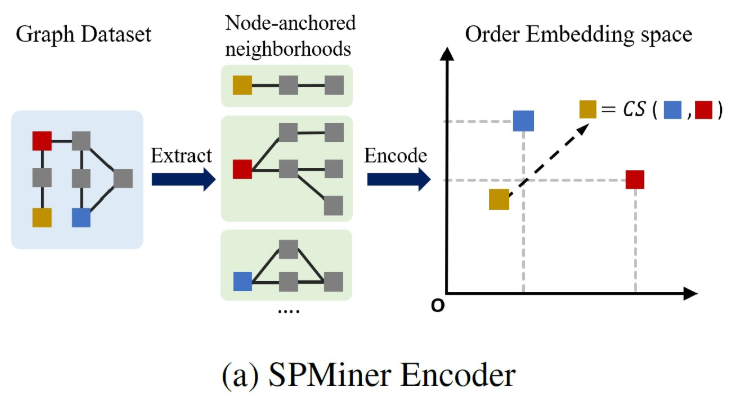 Graph Dataset
Node-anchored
neighborhoods
Order Embedding space
= CS ( , )
Extract
Encode
O
....
(a) SPMiner Encoder